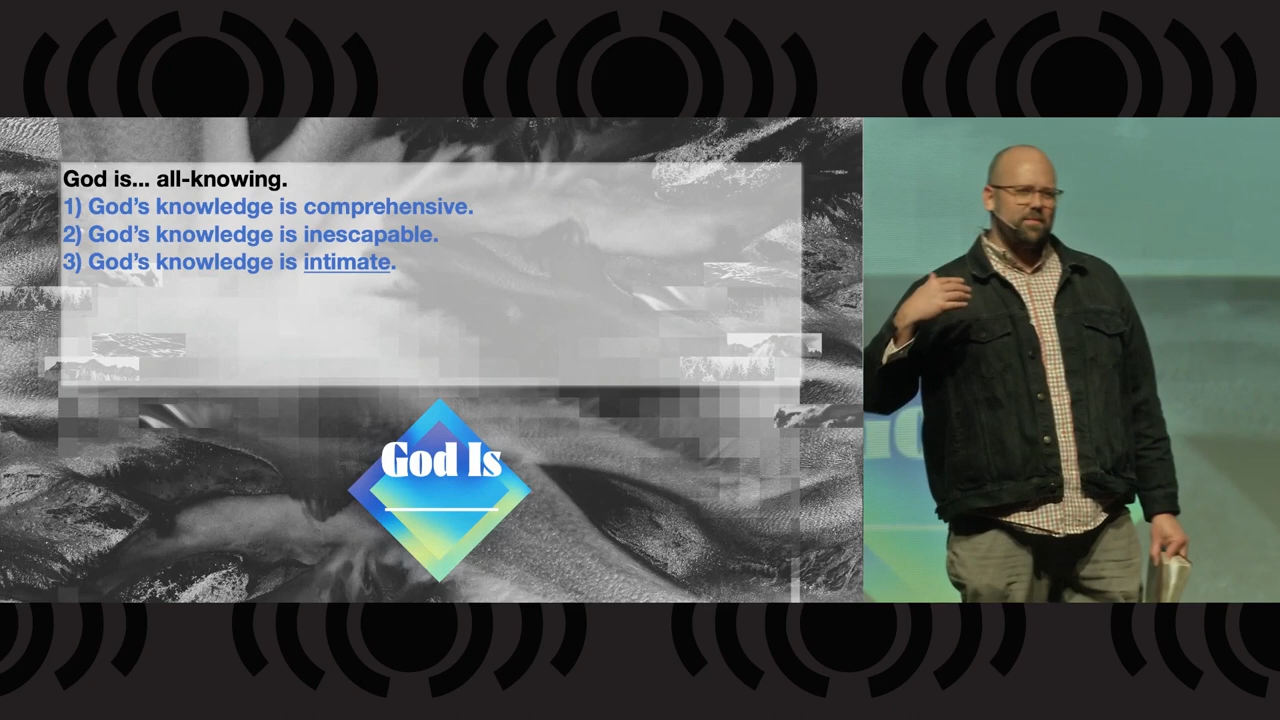 God is... all-knowing.
1) God’s knowledge is comprehensive.
2) God’s knowledge is inescapable.
3) God’s knowledge is intimate.
God Is